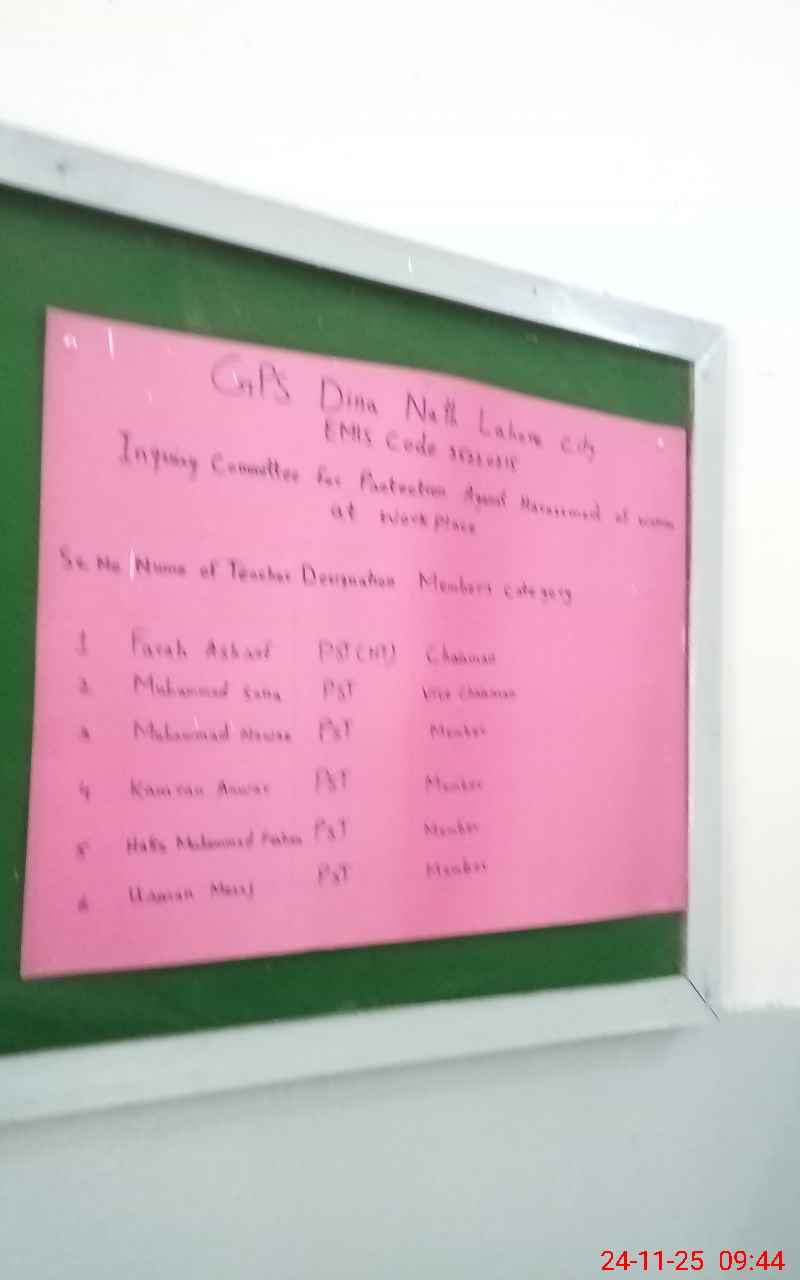 GPS Dina Nath Lahore City
EMIS Code
Inquiry Committee for Protection Against Harassment of women
at workplace
Sr. No Name of Teacher Designation Members category
1 Farah Ashraf PST (HT) Chairman
2 Muhammad PST Vice Chairman
3 Muhammad Nawaz PST Member
4 Kamran Anwar PST Member
5 Hafiz Muhammad PST Member
6 PST Member
24-11-25 09:44